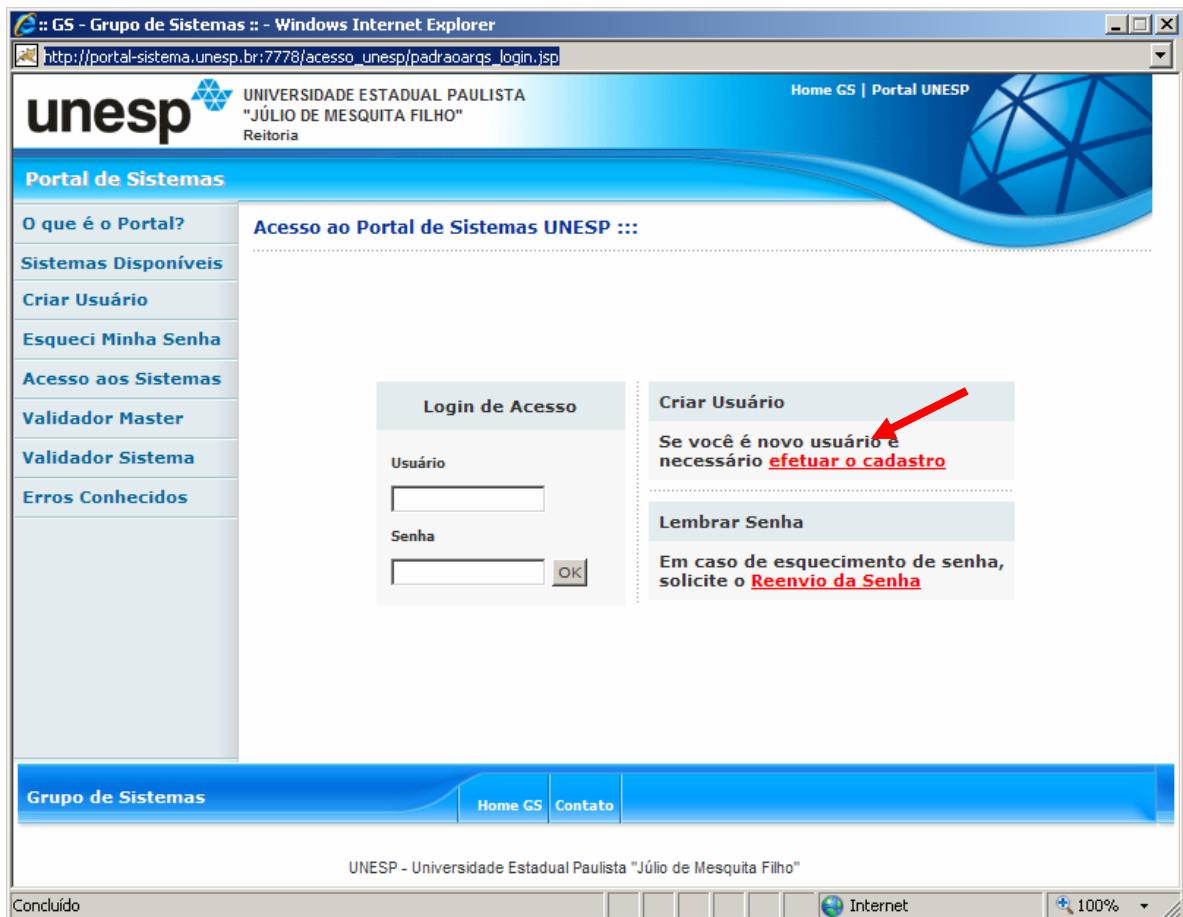 :: GS - Grupo de Sistemas :: - Windows Internet Explorer
http://portal-sistema.unesp.br:7778/acesso_unesp/padraoarqs_login.jsp
unesp
UNIVERSIDADE ESTADUAL PAULISTA
"JÚLIO DE MESQUITA FILHO"
Reitoria
Home GS | Portal UNESP
Portal de Sistemas
O que é o Portal?
Sistemas Disponíveis
Criar Usuário
Esqueci Minha Senha
Acesso aos Sistemas
Validador Master
Validador Sistema
Erros Conhecidos
Acesso ao Portal de Sistemas UNESP :::
Login de Acesso
Usuário
Senha
OK
Criar Usuário
Se você é novo usuário é
necessário efetuar o cadastro
Lembrar Senha
Em caso de esquecimento de senha,
solicite o Reenvio da Senha
Grupo de Sistemas
Home GS
Contato
UNESP - Universidade Estadual Paulista "Júlio de Mesquita Filho"
Concluído
Internet
100%